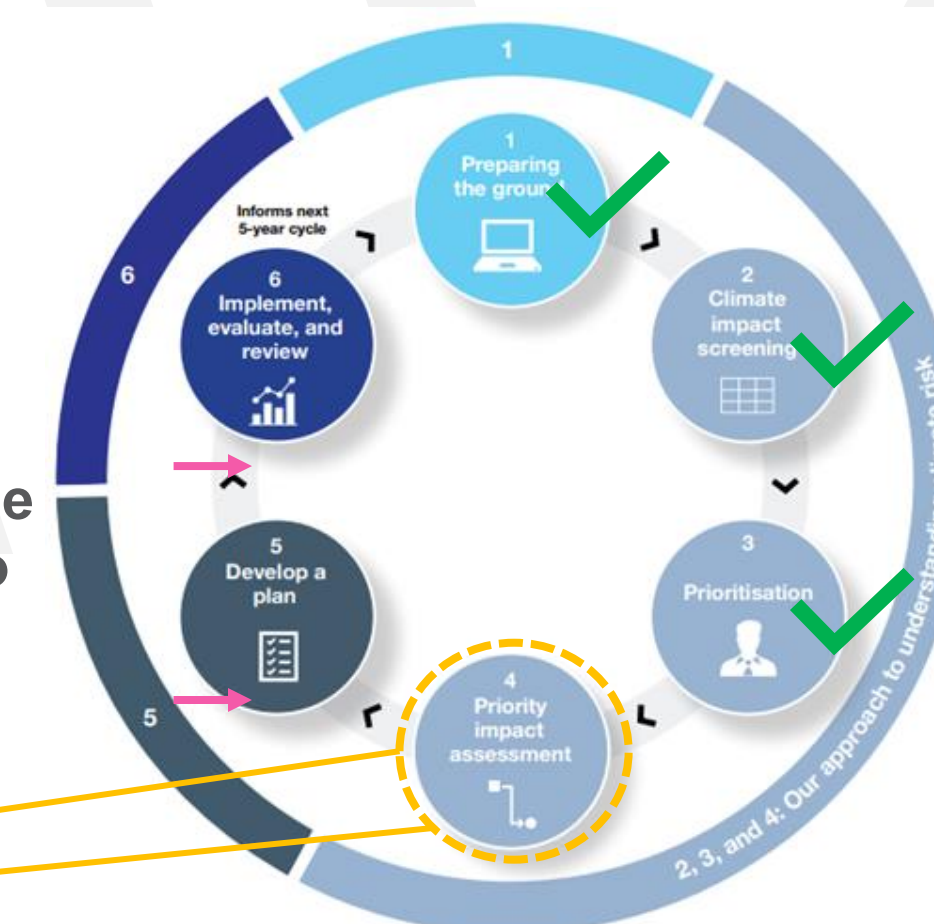 1
1
Preparing
the ground
Informs next
5-year cycle
6
6
Implement,
evaluate, and
review
2
Climate
impact
screening
3
Prioritisation
5
Develop a
plan
5
4
Priority
impact
assessment
2, 3, and 4: Our approach to understanding climate risk
e